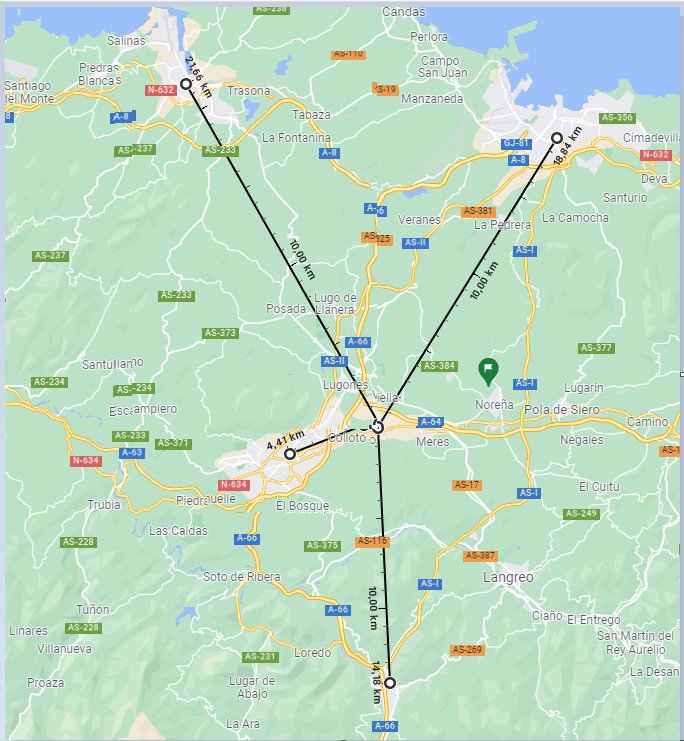 AS-238
Candas
Salinas
Perlora
AS-110
Piedras
Blancas
Campo
San Juan
21,66 km
Santiago
del Monte
N-632
Trasona
AS-19
Manzaneda
8
A-8
Tabaza
AS-356
La Fontanina
Cimadevilla
GJ-81
18,84 km
AS-237
AS-233
A-8
A-8
N-632
Deva
Santurio
AS-381
Veranes
La Pedrera
La Camocha
AS-II
AS-I
AS-237
10,00 km
10,00 km
AS-233
Lugo de
Llanera
Posada
AS-373
A-66
AS-377
AS-II
AS-384
Santullano
AS-234
AS-234
Lugones
AS-I
Lugarin
Noreña
Pola de Siero
A-64
Camino
AS-233
4,41 km
Colloto
Meres
Negales
AS-371
A-63
N-634
AS-1
N-634
AS-17
El Cuitu
AS-I
Trubia
El Bosque
AS-249
Las Caldas
A-66
AS-228
AS-375
AS-116
AS-387
Soto de Ribera
Langreo
AS-I
10,00 km
Tuñón
A-66
Ciaño
El Entrego
Linares
AS-228
San Martín del
Rey Aurelio
Villanueva
AS-231
Loredo
AS-269
14,18 km
La Desan
Proaza
Lugar de
Abajo
La Ara
A-66